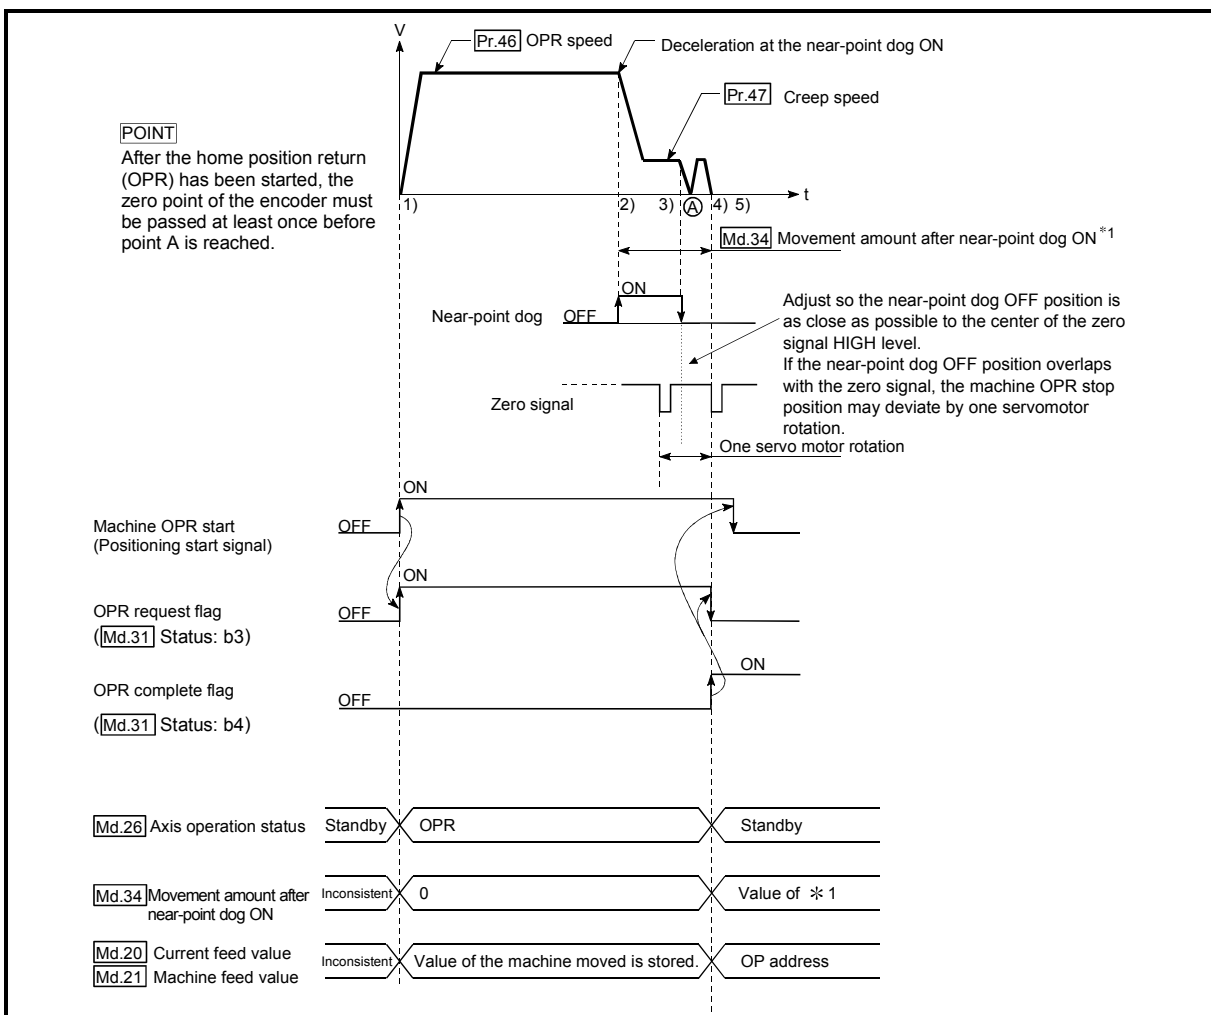 V
Pr.46 OPR speed
Deceleration at the near-point dog ON
Pr.47 Creep speed
POINT
After the home position return
(OPR) has been started, the
zero point of the encoder must
be passed at least once before
point A is reached.
t
1) 2) 3) A 4) 5)
Md.34 Movement amount after near-point dog ON*1
ON
Near-point dog OFF
Adjust so the near-point dog OFF position is
as close as possible to the center of the zero
signal HIGH level.
If the near-point dog OFF position overlaps
with the zero signal, the machine OPR stop
position may deviate by one servomotor
rotation.
Zero signal
One servo motor rotation
ON
Machine OPR start
(Positioning start signal)
OFF
ON
OPR request flag
(Md.31 Status: b3)
OFF
ON
OPR complete flag
(Md.31 Status: b4)
OFF
Md.26 Axis operation status Standby OPR Standby
Md.34 Movement amount after
near-point dog ON
Inconsistent 0 Value of *1
Md.20 Current feed value
Md.21 Machine feed value
Inconsistent Value of the machine moved is stored. OP address